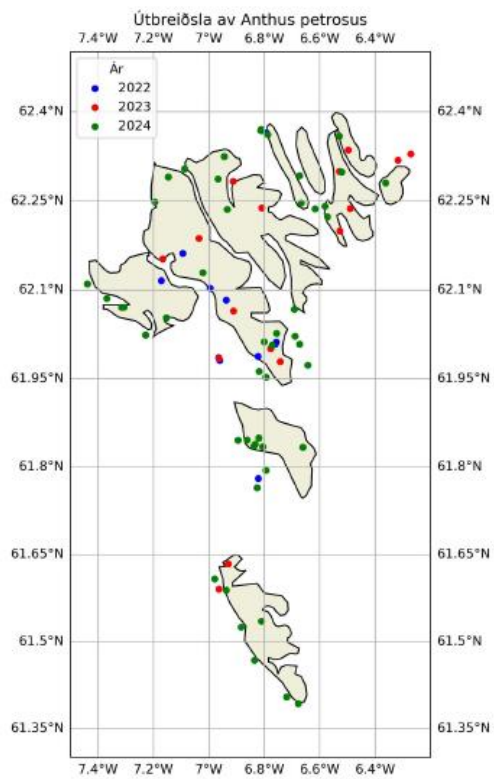 Útbreiðsla av Anthus petrosus
7.4°W 7.2°W 7°W 6.8°W 6.6°W 6.4°W
Ár
2022
2023
2024
62.4°N 62.4°N
62.25°N 62.25°N
62.1°N 62.1°N
61.95°N 61.95°N
61.8°N 61.8°N
61.65°N 61.65°N
61.5°N 61.5°N
61.35°N 61.35°N
7.4°W 7.2°W 7°W 6.8°W 6.6°W 6.4°W